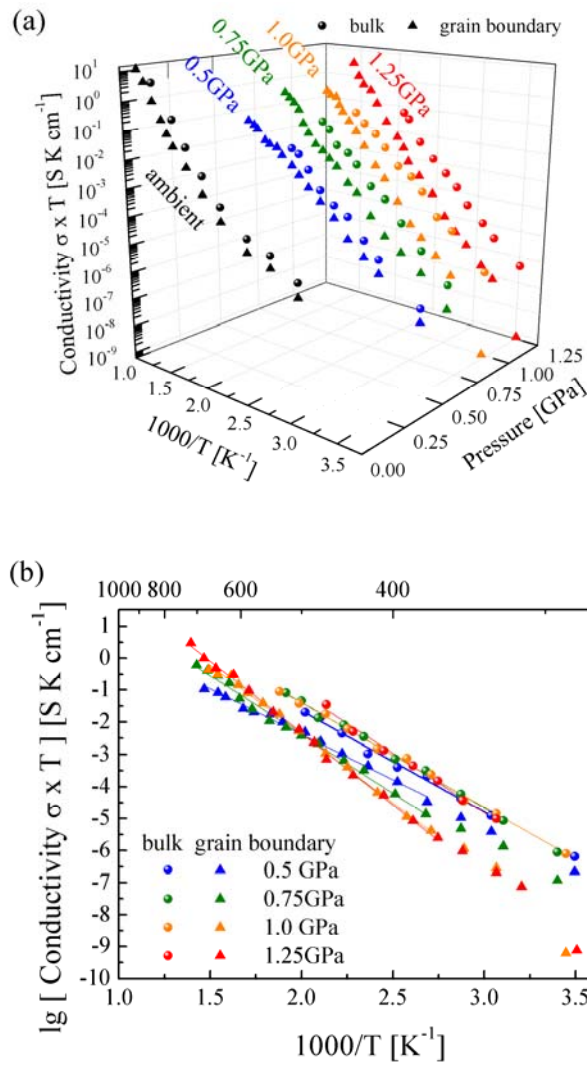 (a)
bulk grain boundary
0.5GPa
0.75GPa
1.0GPa
1.25GPa
ambient
Conductivity σ x T [S K cm⁻¹]
10¹
10⁰
10⁻¹
10⁻²
10⁻³
10⁻⁴
10⁻⁵
10⁻⁶
10⁻⁷
10⁻⁸
10⁻⁹
1.0
1.5
2.0
2.5
3.0
3.5
1000/T [K⁻¹]
0.00
0.25
0.50
0.75
1.00
1.25
Pressure [GPa]
(b)
1000 800 600 400
lg [ Conductivity σ x T ] [S K cm⁻¹]
1
0
-1
-2
-3
-4
-5
-6
-7
-8
-9
-10
bulk grain boundary
0.5 GPa
0.75GPa
1.0 GPa
1.25GPa
1.0 1.5 2.0 2.5 3.0 3.5
1000/T [K⁻¹]